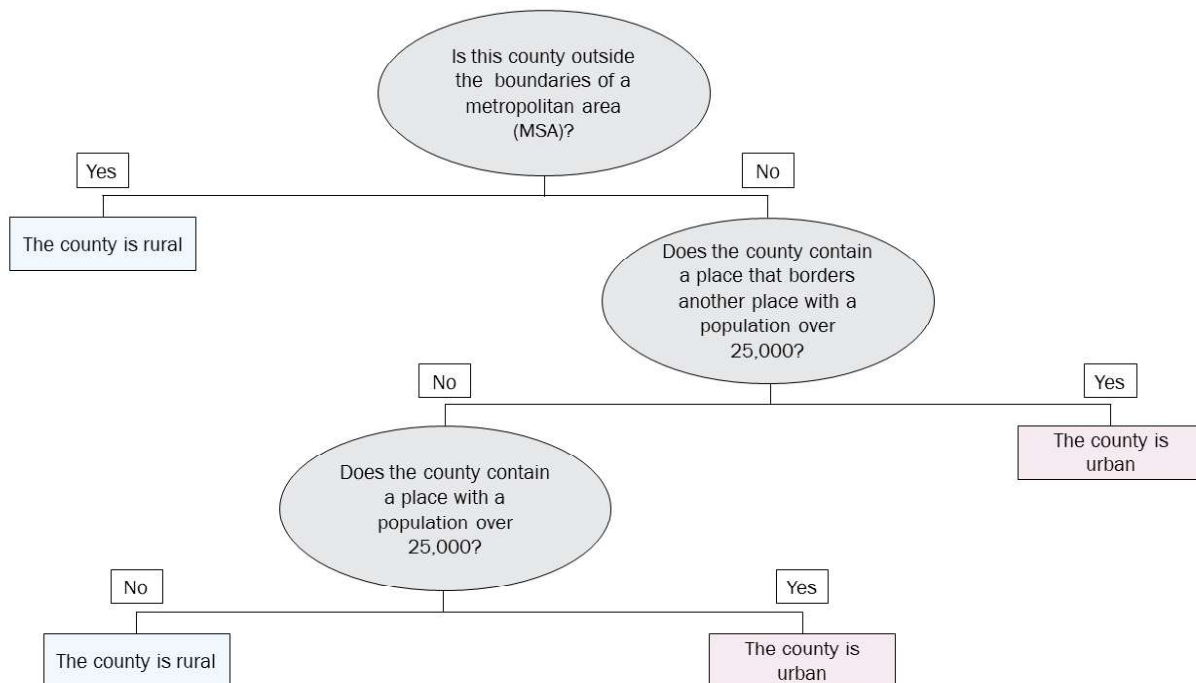 Is this county outside
the boundaries of a
metropolitan area
(MSA)?
Yes
No
The county is rural
Does the county contain
a place that borders
another place with a
population over
25,000?
No
Yes
The county is
urban
Does the county contain
a place with a
population over
25,000?
No
Yes
The county is rural
The county is
urban